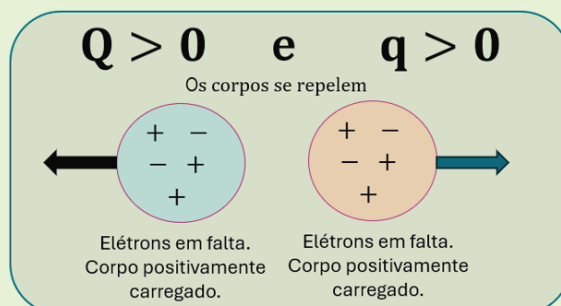 Q > 0 e q > 0
Os corpos se repelem
+ −
− +
+
+ −
− +
+
Elétrons em falta.
Corpo positivamente
carregado.
Elétrons em falta.
Corpo positivamente
carregado.